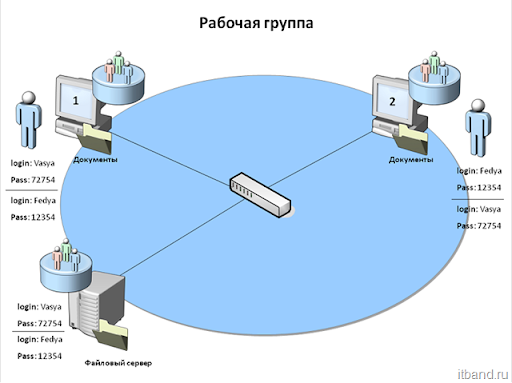 Рабочая группа
1
2
login: Vasya
Pass: 72754
login: Fedya
Pass: 12354
Документы
Документы
login: Fedya
Pass: 12354
login: Vasya
Pass: 72754
login: Vasya
Pass: 72754
login: Fedya
Pass: 12354
Файловый сервер
itband.ru